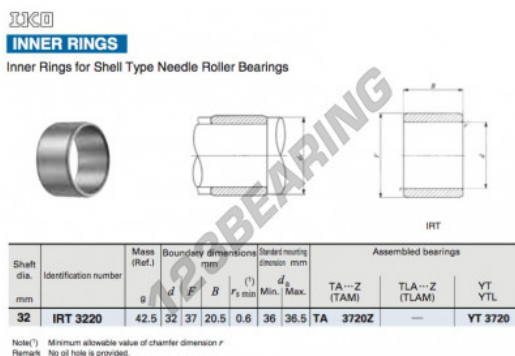 IKO
INNER RINGS
Inner Rings for Shell Type Needle Roller Bearings
B
r
r
F
d
IRT
123BEARING
Shaft dia. mm | Identification number | Mass (Ref.) g | Boundary dimensions mm | Standard mounting dimension mm | Assembled bearings
d | F | B | rs min (1) | da Min. Max. | TA···Z (TAM) | TLA···Z (TLAM) | YT YTL
32 | IRT 3220 | 42.5 | 32 | 37 | 20.5 | 0.6 | 36 | 36.5 | TA 3720Z | — | YT 3720
Note(1) Minimum allowable value of chamfer dimension r
Remark No oil hole is provided.